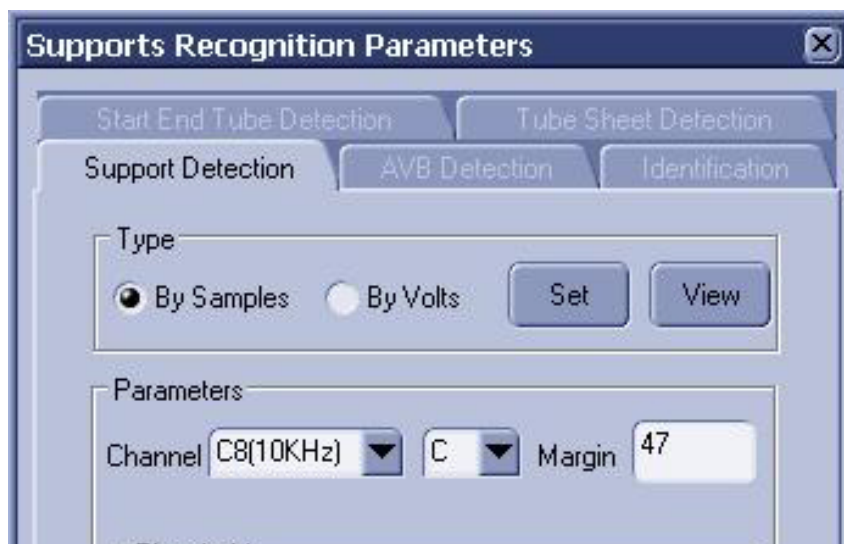 Supports Recognition Parameters
Start End Tube Detection Tube Sheet Detection
Support Detection AVB Detection Identification
Type
By Samples By Volts Set View
Parameters
Channel C8(10KHz) C Margin 47